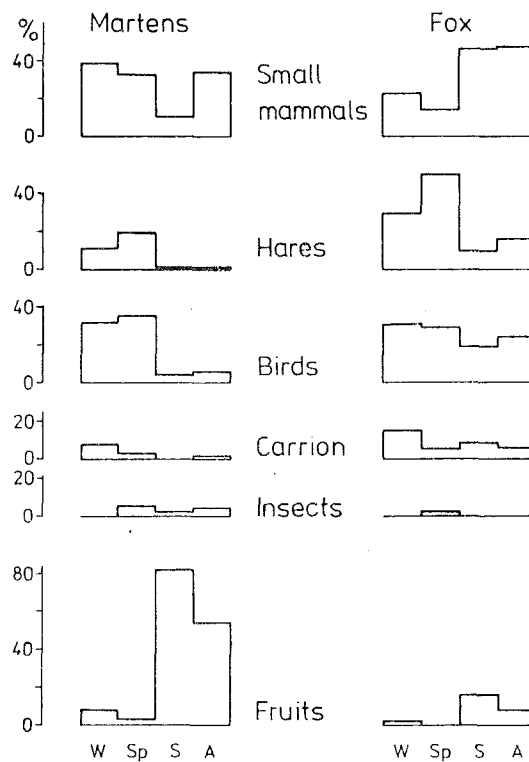 % Martens Fox
40
0
Small
mammals
40
0
Hares
40
0
Birds
20
0
Carrion
20
0
Insects
80
40
0
Fruits
W Sp S A W Sp S A